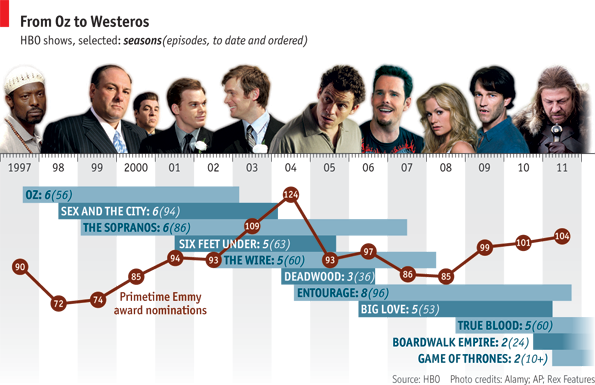 From Oz to Westeros
HBO shows, selected: seasons (episodes, to date and ordered)
1997 98 99 2000 01 02 03 04 05 06 07 08 09 10 11
OZ: 6(56)
SEX AND THE CITY: 6(94)
THE SOPRANOS: 6(86)
SIX FEET UNDER: 5(63)
THE WIRE: 5(60)
DEADWOOD: 3(36)
ENTOURAGE: 8(96)
BIG LOVE: 5(53)
TRUE BLOOD: 5(60)
BOARDWALK EMPIRE: 2(24)
GAME OF THRONES: 2(10+)
90 72 74 85 94 93 109 124 93 97 86 85 99 101 104
Primetime Emmy
award nominations
Source: HBO Photo credits: Alamy; AP; Rex Features